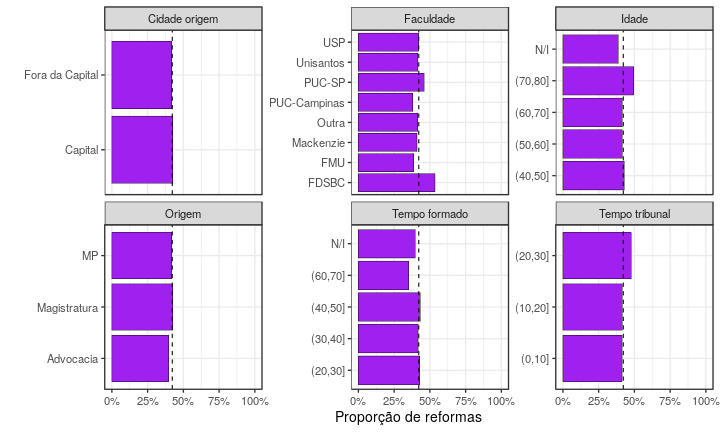 Cidade origem
Fora da Capital
Capital
Faculdade
USP
Unisantos
PUC-SP
PUC-Campinas
Outra
Mackenzie
FMU
FDSBC
Idade
N/I
(70,80]
(60,70]
(50,60]
(40,50]
Origem
MP
Magistratura
Advocacia
0% 25% 50% 75% 100%
Tempo formado
N/I
(60,70]
(40,50]
(30,40]
(20,30]
0% 25% 50% 75% 100%
Tempo tribunal
(20,30]
(10,20]
(0,10]
0% 25% 50% 75% 100%
Proporção de reformas